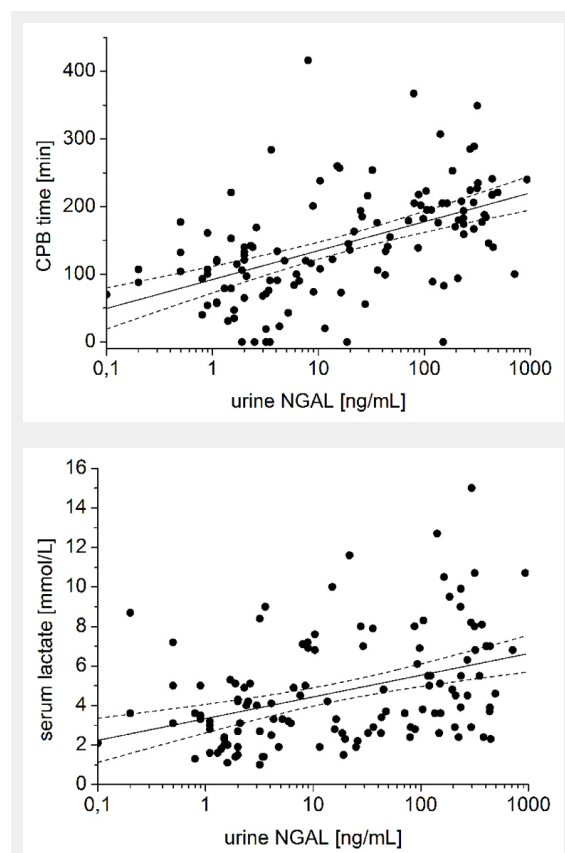 CPB time [min]
400
300
200
100
0
0,1 1 10 100 1000
urine NGAL [ng/mL]
serum lactate [mmol/L]
16
14
12
10
8
6
4
2
0
0,1 1 10 100 1000
urine NGAL [ng/mL]